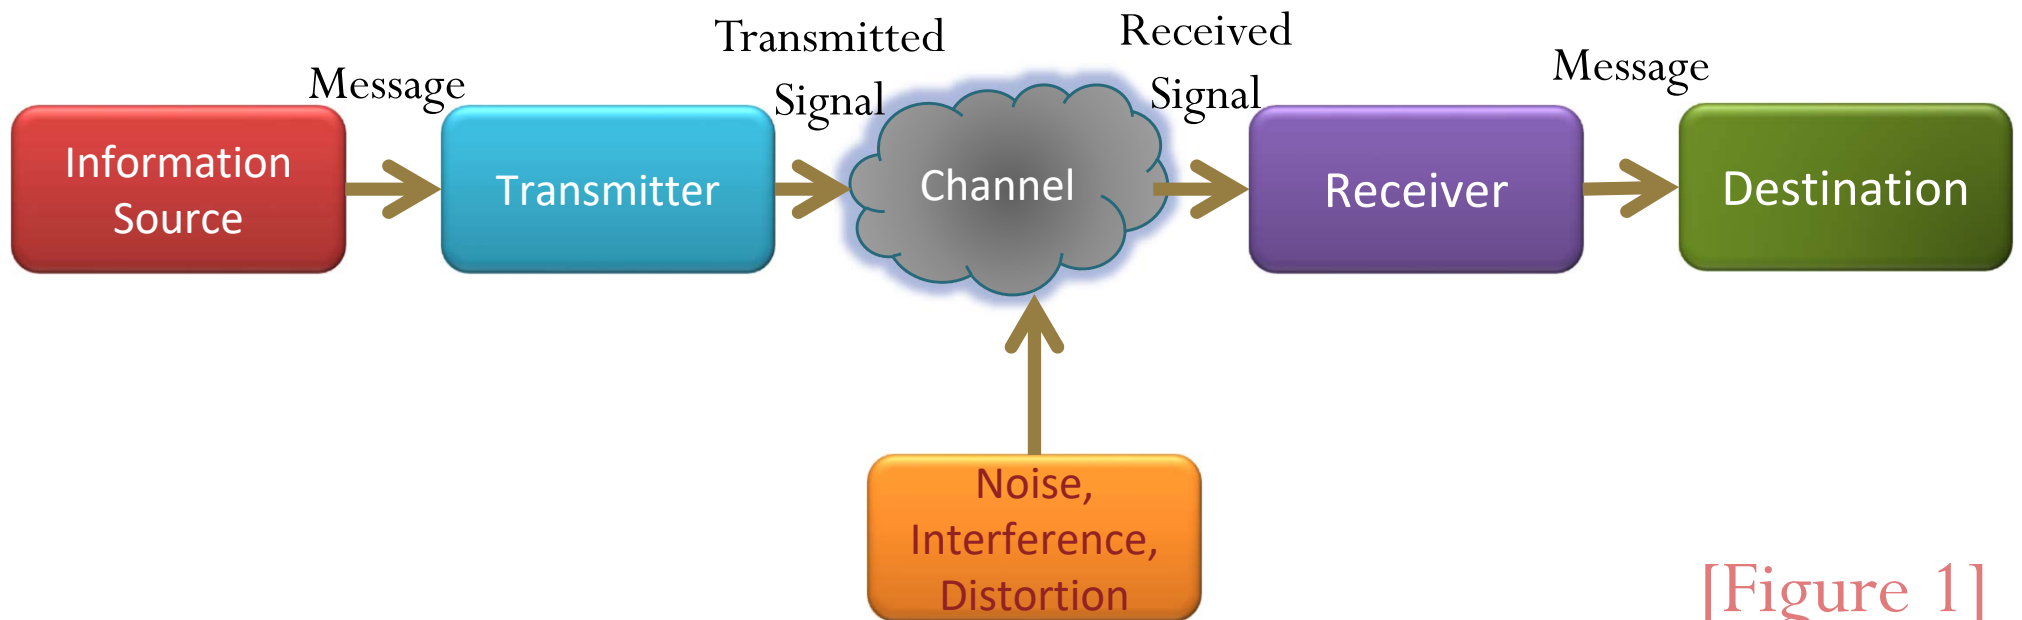 Transmitted
Signal
Received
Signal
Message
Message
Information
Source
Transmitter
Channel
Receiver
Destination
Noise,
Interference,
Distortion
[Figure 1]